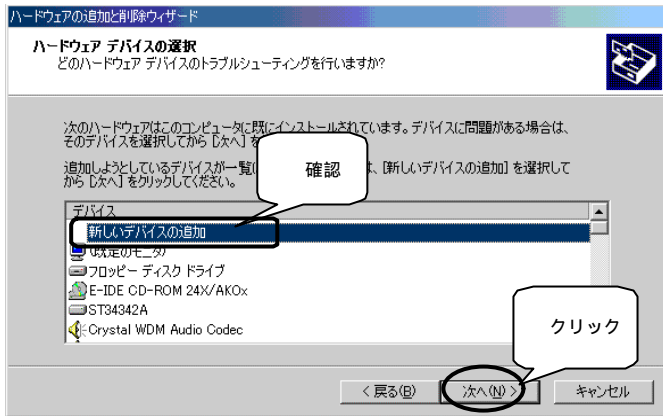 ハードウェアの追加と削除ウィザード
ハードウェア デバイスの選択
どのハードウェア デバイスのトラブルシューティングを行いますか?
次のハードウェアはこのコンピュータに既にインストールされています。デバイスに問題がある場合は、
そのデバイスを選択してから [次へ] を
追加しようとしているデバイスが一覧に は、[新しいデバイスの追加] を選択して
から [次へ] をクリックしてください。
確認
デバイス
新しいデバイスの追加
(既定のモニタ)
フロッピー ディスク ドライブ
E-IDE CD-ROM 24X/AKOx
ST34342A
Crystal WDM Audio Codec
クリック
< 戻る(B)
次へ(N) >
キャンセル